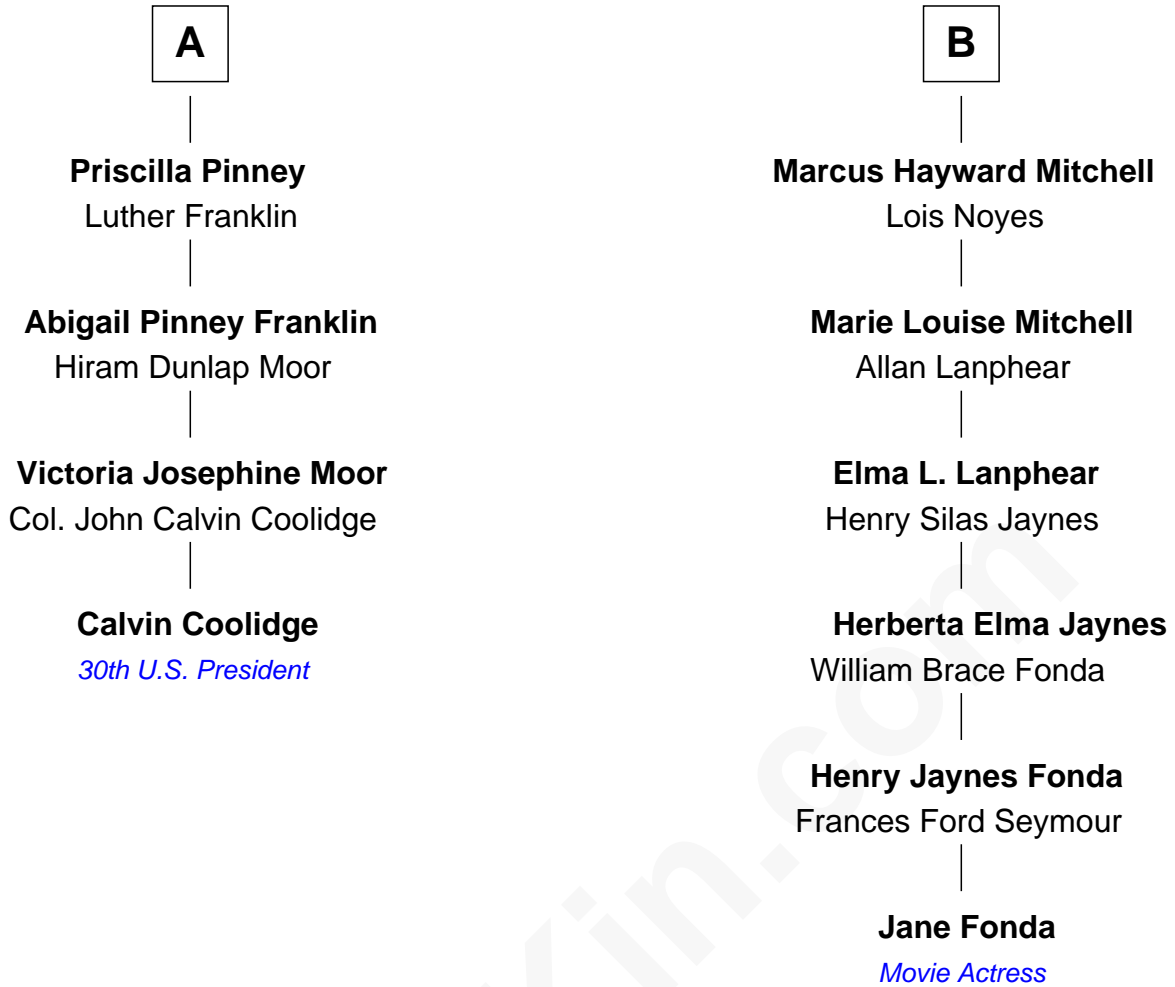 A
Priscilla Pinney
Luther Franklin
Abigail Pinney Franklin
Hiram Dunlap Moor
Victoria Josephine Moor
Col. John Calvin Coolidge
Calvin Coolidge
30th U.S. President
B
Marcus Hayward Mitchell
Lois Noyes
Marie Louise Mitchell
Allan Lanphear
Elma L. Lanphear
Henry Silas Jaynes
Herberta Elma Jaynes
William Brace Fonda
Henry Jaynes Fonda
Frances Ford Seymour
Jane Fonda
Movie Actress